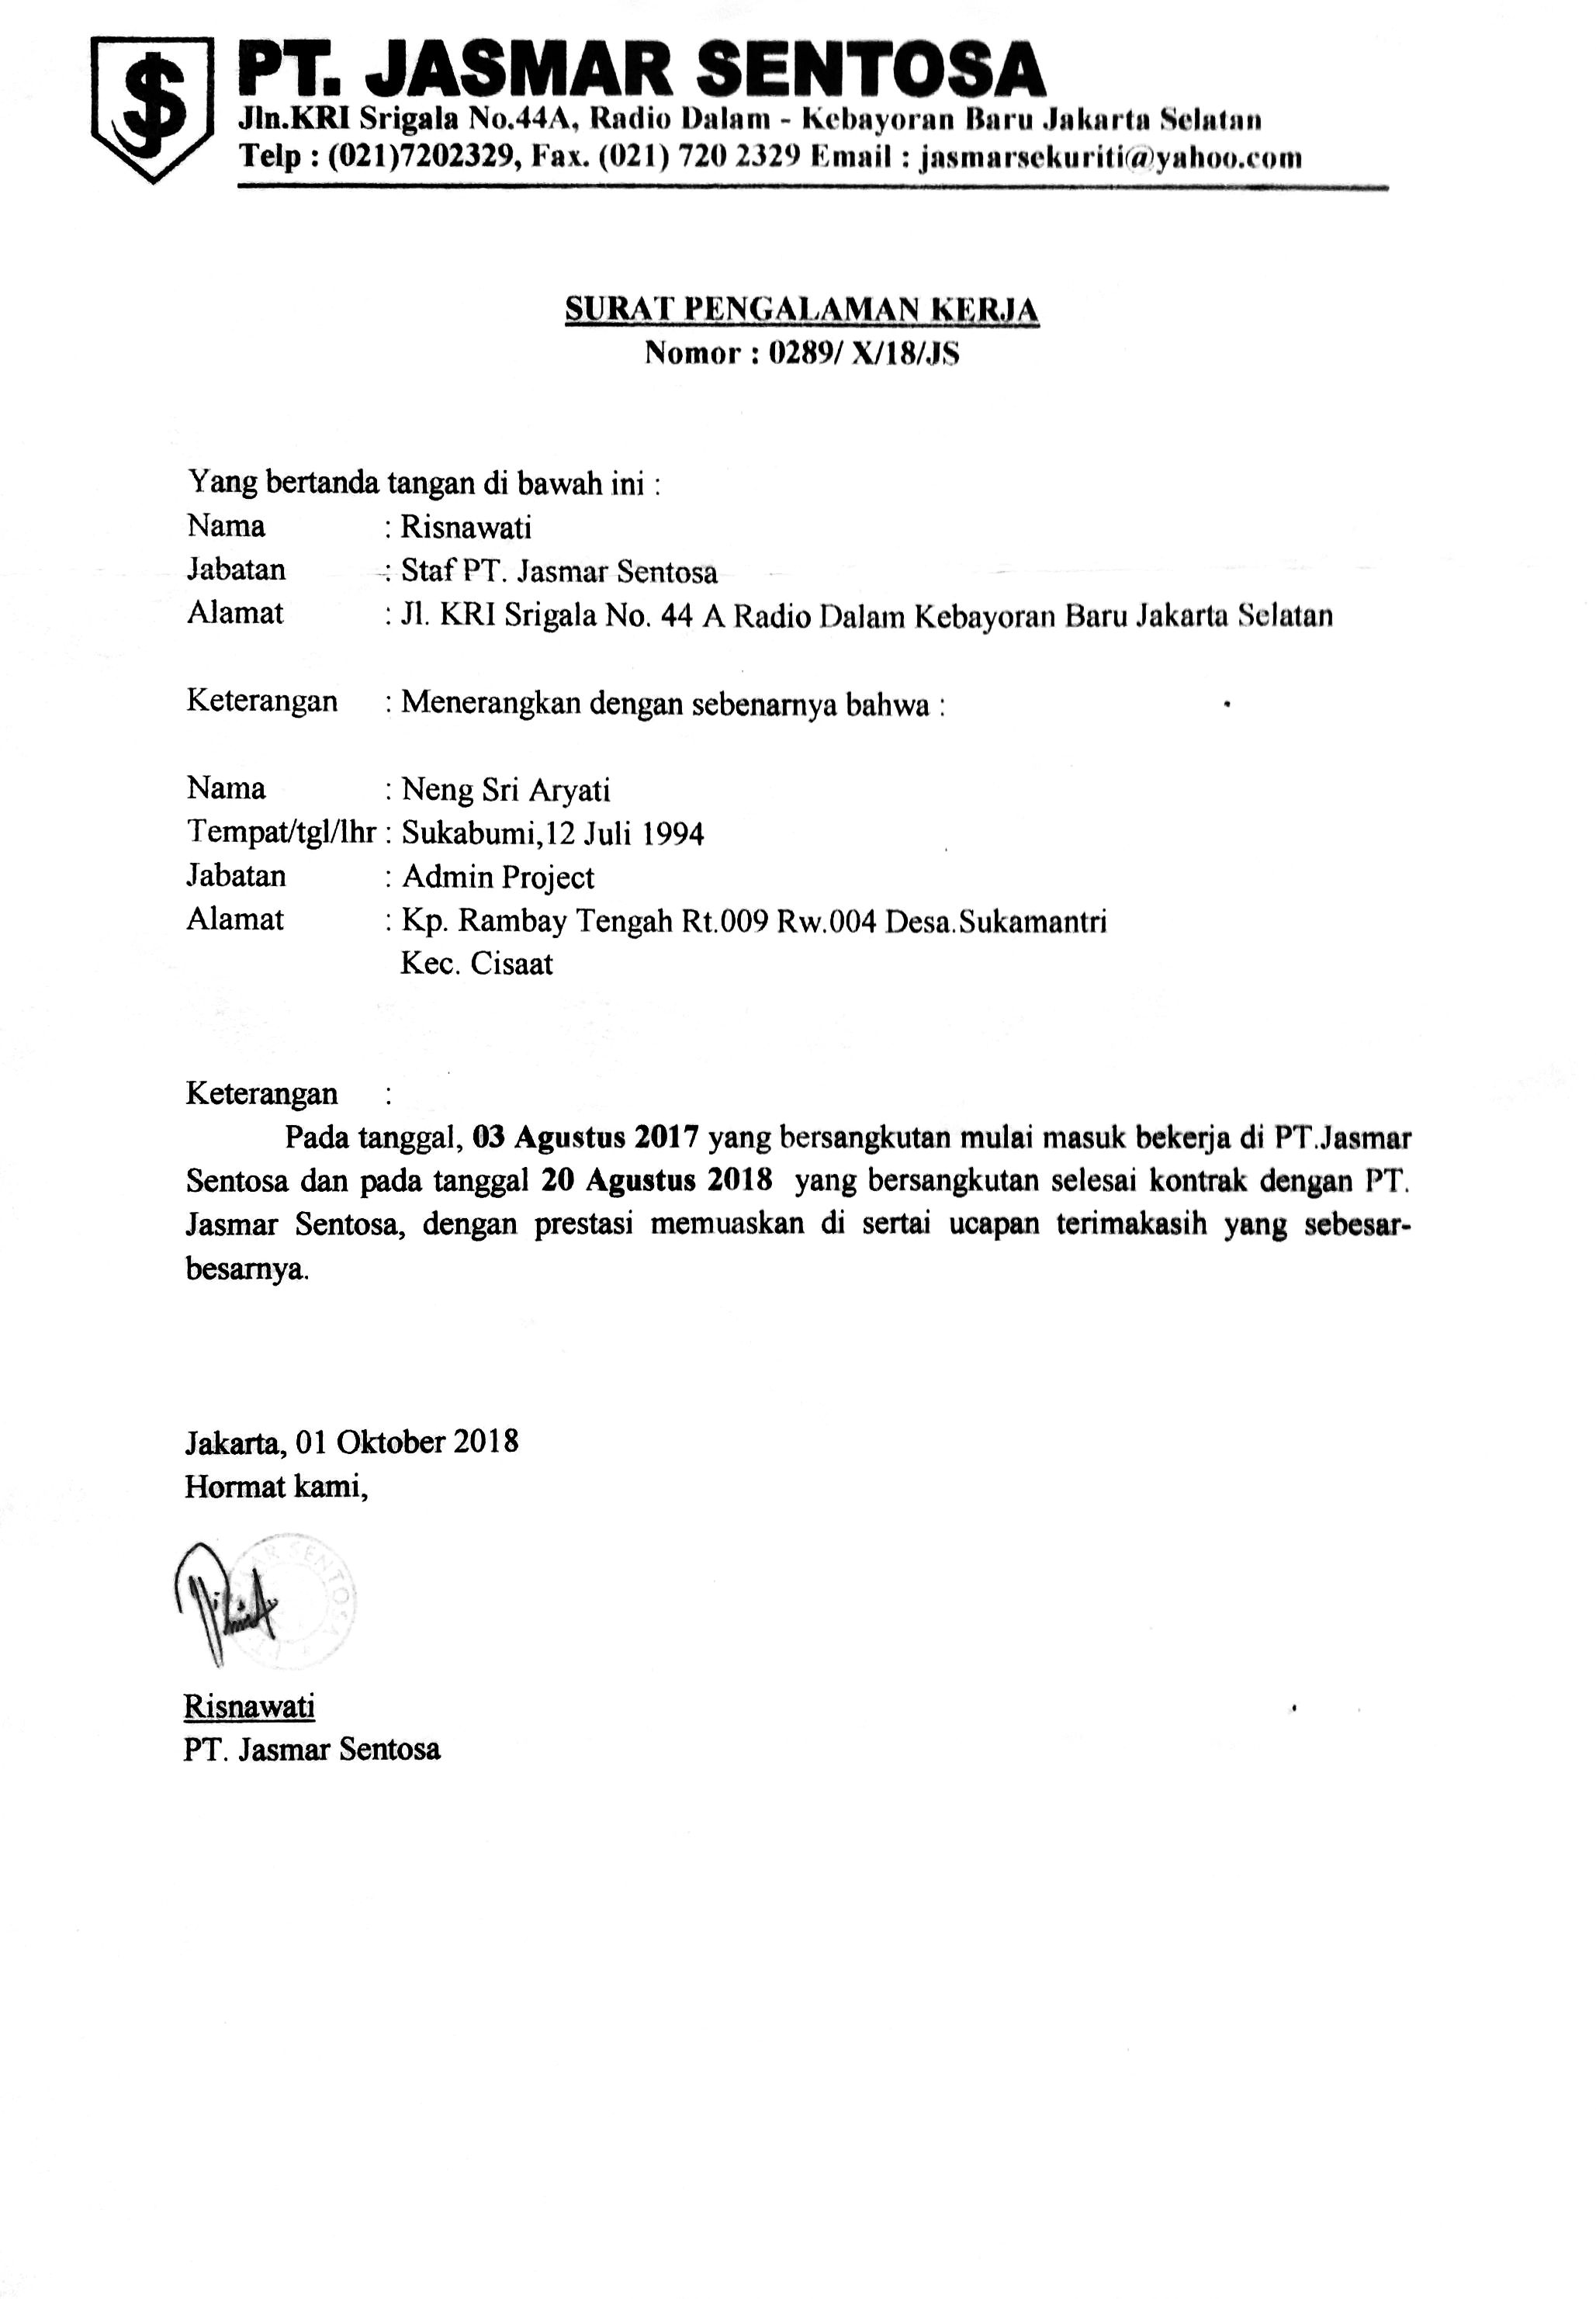 PT. JASMAR SENTOSA
Jln.KRI Srigala No.44A, Radio Dalam - Kebayoran Baru Jakarta Selatan
Telp : (021)7202329, Fax. (021) 720 2329 Email : jasmarsekuriti@yahoo.com
SURAT PENGALAMAN KERJA
Nomor : 0289/ X/18/JS
Yang bertanda tangan di bawah ini :
Nama : Risnawati
Jabatan : Staf PT. Jasmar Sentosa
Alamat : Jl. KRI Srigala No. 44 A Radio Dalam Kebayoran Baru Jakarta Selatan
Keterangan : Menerangkan dengan sebenarnya bahwa :
Nama : Neng Sri Aryati
Tempat/tgl/lhr : Sukabumi,12 Juli 1994
Jabatan : Admin Project
Alamat : Kp. Rambay Tengah Rt.009 Rw.004 Desa.Sukamantri
Kec. Cisaat
Keterangan :
Pada tanggal, 03 Agustus 2017 yang bersangkutan mulai masuk bekerja di PT.Jasmar
Sentosa dan pada tanggal 20 Agustus 2018 yang bersangkutan selesai kontrak dengan PT.
Jasmar Sentosa, dengan prestasi memuaskan di sertai ucapan terimakasih yang sebesar-
besarnya.
Jakarta, 01 Oktober 2018
Hormat kami,
SENTOSA
Risnawati
PT. Jasmar Sentosa